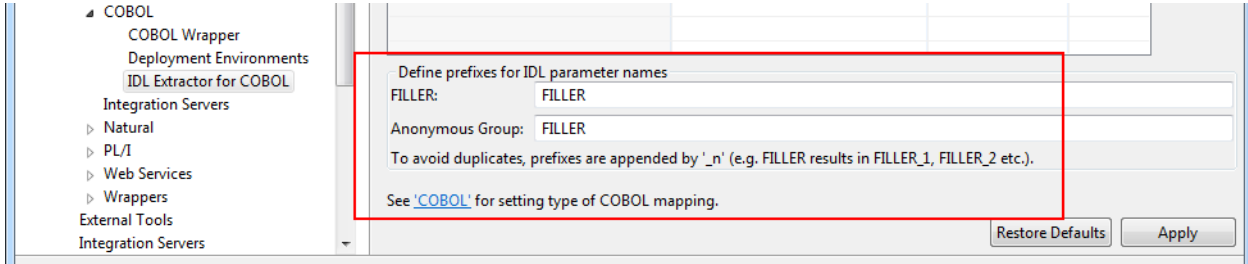 COBOL
COBOL Wrapper
Deployment Environments
IDL Extractor for COBOL
Integration Servers
Natural
PL/I
Web Services
Wrappers
External Tools
Integration Servers
Define prefixes for IDL parameter names
FILLER: FILLER
Anonymous Group: FILLER
To avoid duplicates, prefixes are appended by '_n' (e.g. FILLER results in FILLER_1, FILLER_2 etc.).
See 'COBOL' for setting type of COBOL mapping.
Restore Defaults Apply